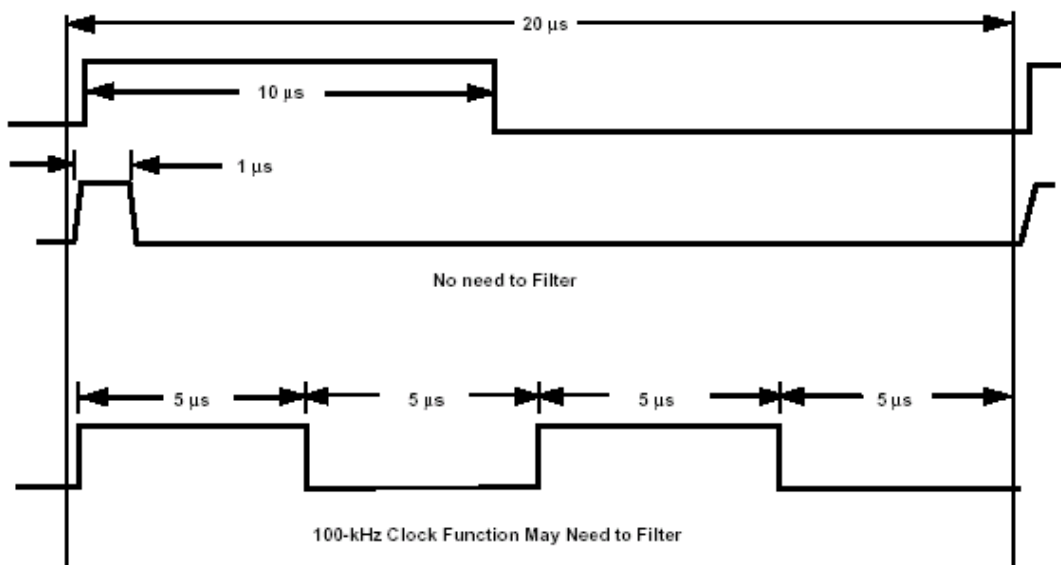 20 µs
10 µs
1 µs
No need to Filter
5 µs 5 µs 5 µs 5 µs
100-kHz Clock Function May Need to Filter